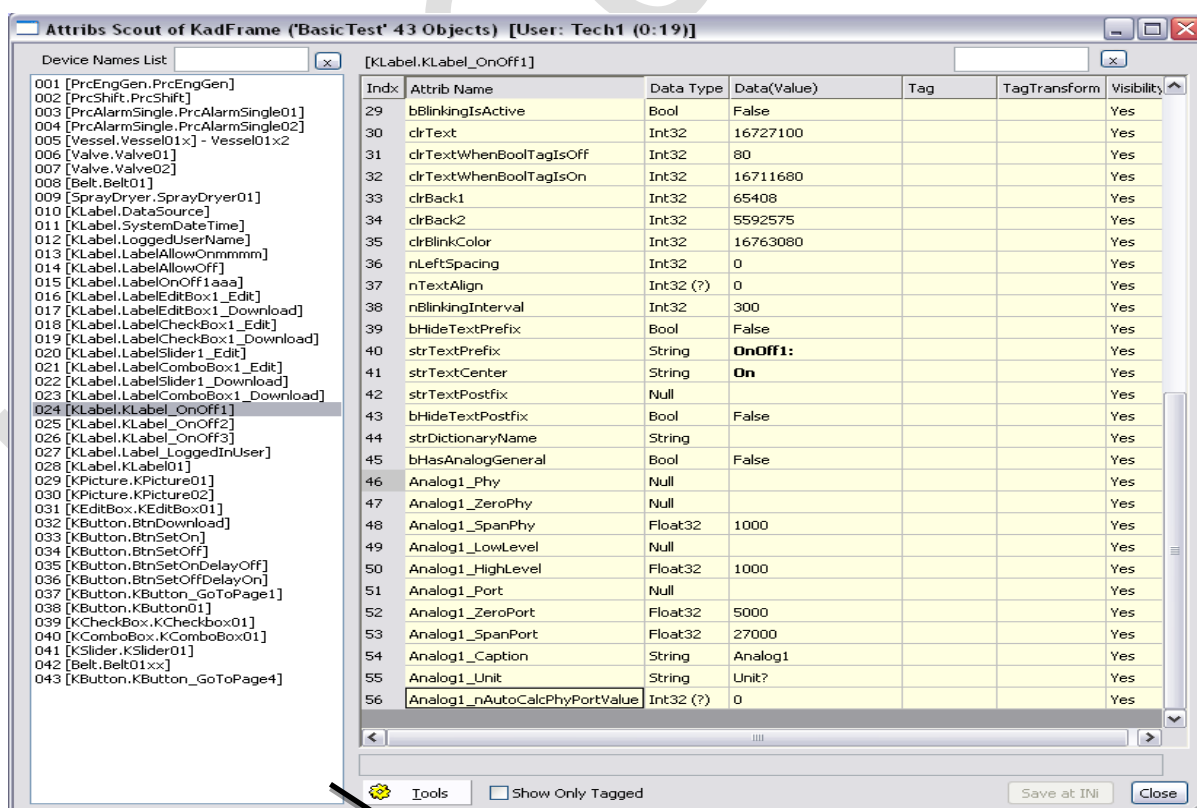 Attribs Scout of KadFrame ('BasicTest' 43 Objects) [User: Tech1 (0:19)]
Device Names List x
001 [PrcEngGen.PrcEngGen]
002 [PrcShift.PrcShift]
003 [PrcAlarmSingle.PrcAlarmSingle01]
004 [PrcAlarmSingle.PrcAlarmSingle02]
005 [Vessel.Vessel01x] - Vessel01x2
006 [Valve.Valve01]
007 [Valve.Valve02]
008 [Belt.Belt01]
009 [SprayDryer.SprayDryer01]
010 [KLabel.DataSource]
011 [KLabel.SystemDateTime]
012 [KLabel.LoggedUserName]
013 [KLabel.LabelAllowOnmmmm]
014 [KLabel.LabelAllowOff]
015 [KLabel.LabelOnOff1aaa]
016 [KLabel.LabelEditBox1_Edit]
017 [KLabel.LabelEditBox1_Download]
018 [KLabel.LabelCheckBox1_Edit]
019 [KLabel.LabelCheckBox1_Download]
020 [KLabel.LabelSlider1_Edit]
021 [KLabel.LabelComboBox1_Edit]
022 [KLabel.LabelSlider1_Download]
023 [KLabel.LabelComboBox1_Download]
024 [KLabel.KLabel_OnOff1]
025 [KLabel.KLabel_OnOff2]
026 [KLabel.KLabel_OnOff3]
027 [KLabel.Label_LoggedInUser]
028 [KLabel.KLabel01]
029 [KPicture.KPicture01]
030 [KPicture.KPicture02]
031 [KEditBox.KEditBox01]
032 [KButton.BtnDownload]
033 [KButton.BtnSetOn]
034 [KButton.BtnSetOff]
035 [KButton.BtnSetOnDelayOff]
036 [KButton.BtnSetOffDelayOn]
037 [KButton.KButton_GoToPage1]
038 [KButton.KButton01]
039 [KCheckBox.KCheckbox01]
040 [KComboBox.KComboBox01]
041 [KSlider.KSlider01]
042 [Belt.Belt01xx]
043 [KButton.KButton_GoToPage4]
[KLabel.KLabel_OnOff1] x
Indx Attrib Name Data Type Data(Value) Tag TagTransform Visibility
29 bBlinkingIsActive Bool False Yes
30 clrText Int32 16727100 Yes
31 clrTextWhenBoolTagIsOff Int32 80 Yes
32 clrTextWhenBoolTagIsOn Int32 16711680 Yes
33 clrBack1 Int32 65408 Yes
34 clrBack2 Int32 5592575 Yes
35 clrBlinkColor Int32 16763080 Yes
36 nLeftSpacing Int32 0 Yes
37 nTextAlign Int32 (?) 0 Yes
38 nBlinkingInterval Int32 300 Yes
39 bHideTextPrefix Bool False Yes
40 strTextPrefix String OnOff1: Yes
41 strTextCenter String On Yes
42 strTextPostfix Null Yes
43 bHideTextPostfix Bool False Yes
44 strDictionaryName String Yes
45 bHasAnalogGeneral Bool False Yes
46 Analog1_Phy Null Yes
47 Analog1_ZeroPhy Null Yes
48 Analog1_SpanPhy Float32 1000 Yes
49 Analog1_LowLevel Null Yes
50 Analog1_HighLevel Float32 1000 Yes
51 Analog1_Port Null Yes
52 Analog1_ZeroPort Float32 5000 Yes
53 Analog1_SpanPort Float32 27000 Yes
54 Analog1_Caption String Analog1 Yes
55 Analog1_Unit String Unit? Yes
56 Analog1_nAutoCalcPhyPortValue Int32 (?) 0 Yes
Tools Show Only Tagged Save at INi Close